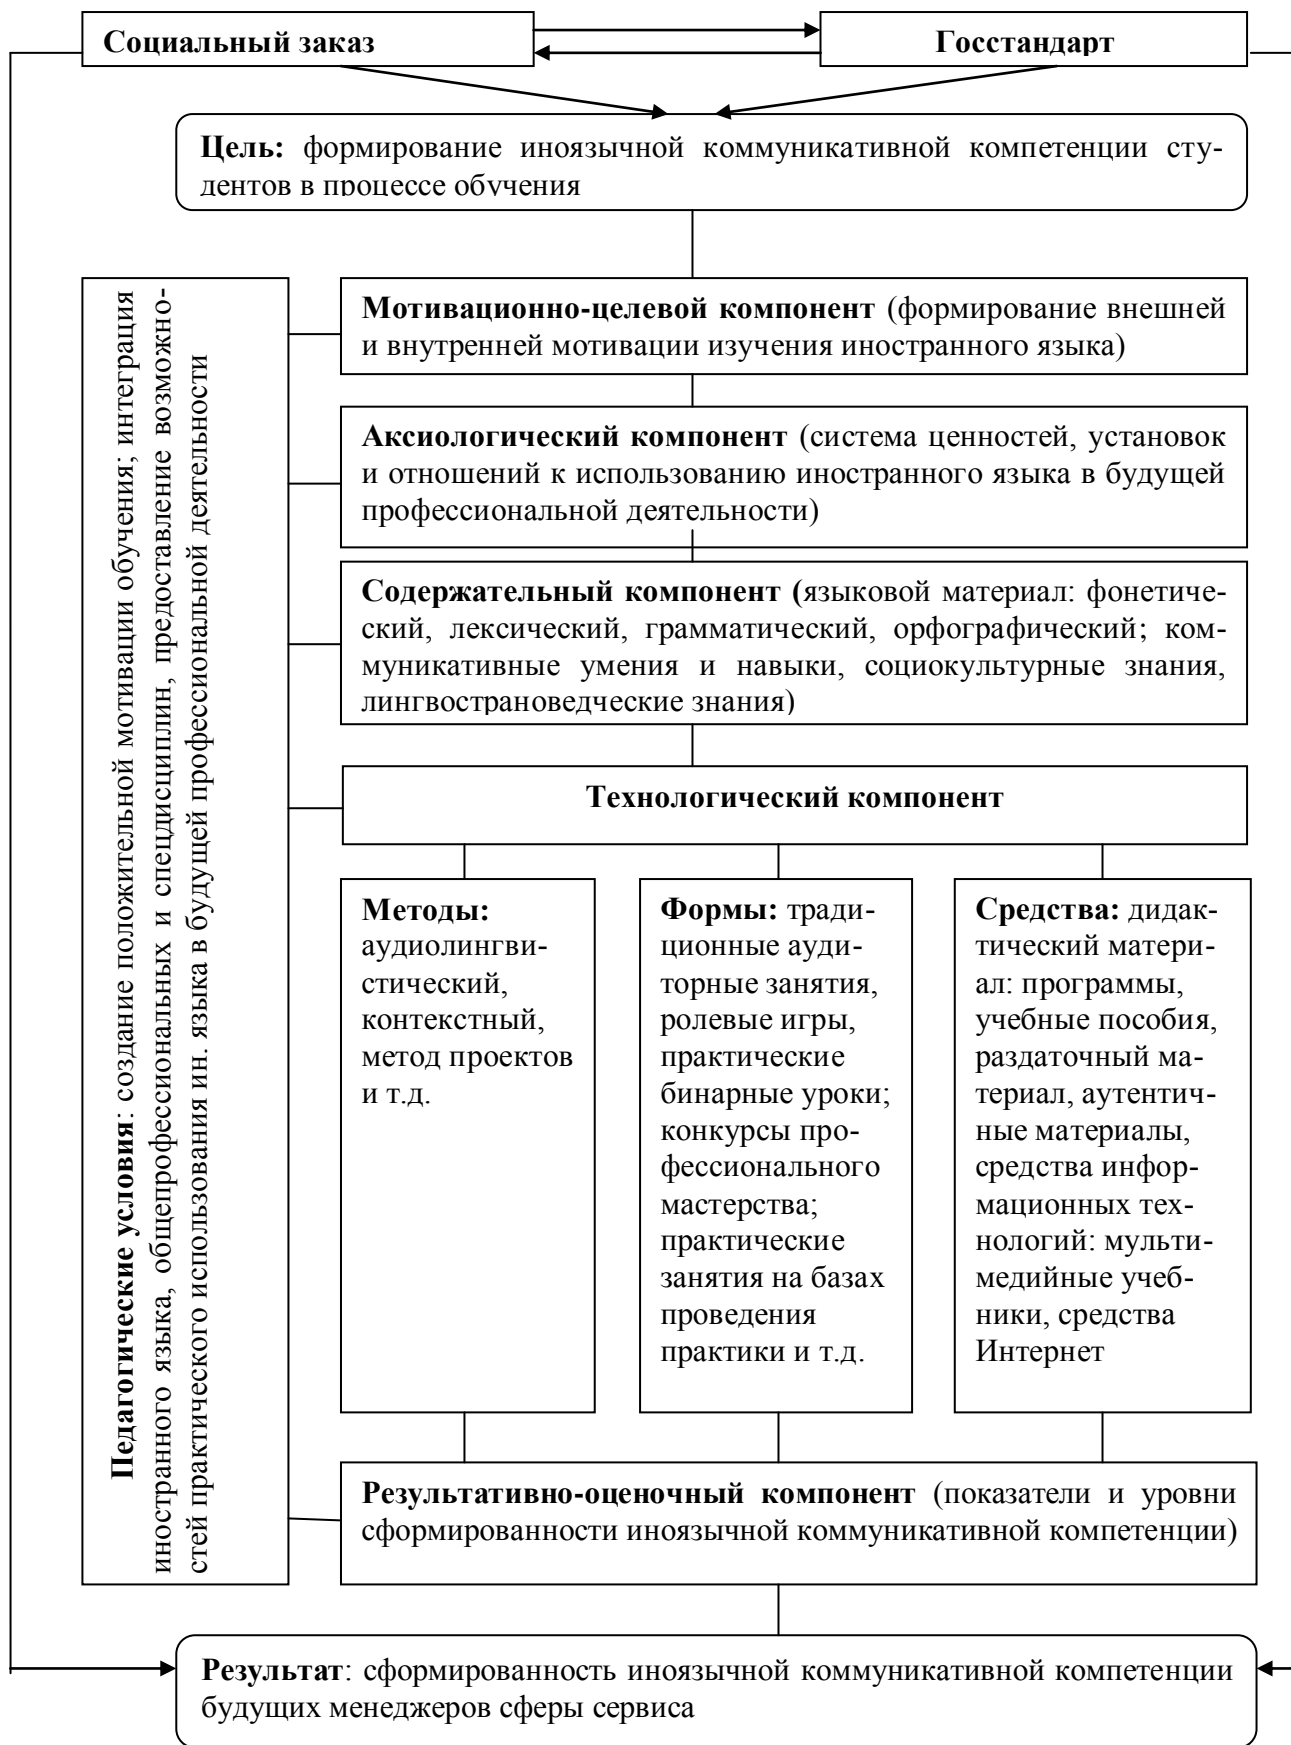 Социальный заказ
Госстандарт
Цель: формирование иноязычной коммуникативной компетенции сту-
дентов в процессе обучения
Педагогические условия: создание положительной мотивации обучения; интеграция
иностранного языка, общепрофессиональных и спецдисциплин, предоставление возможно-
стей практического использования ин. языка в будущей профессиональной деятельности
Мотивационно-целевой компонент (формирование внешней
и внутренней мотивации изучения иностранного языка)
Аксиологический компонент (система ценностей, установок
и отношений к использованию иностранного языка в будущей
профессиональной деятельности)
Содержательный компонент (языковой материал: фонетиче-
ский, лексический, грамматический, орфографический; ком-
муникативные умения и навыки, социокультурные знания,
лингвострановедческие знания)
Технологический компонент
Методы:
аудиолингви-
стический,
контекстный,
метод проектов
и т.д.
Формы: тради-
ционные ауди-
торные занятия,
ролевые игры,
практические
бинарные уроки;
конкурсы про-
фессионального
мастерства;
практические
занятия на базах
проведения
практики и т.д.
Средства: дидак-
тический матери-
ал: программы,
учебные пособия,
раздаточный ма-
териал, аутентич-
ные материалы,
средства инфор-
мационных тех-
нологий: мульти-
медийные учеб-
ники, средства
Интернет
Результативно-оценочный компонент (показатели и уровни
сформированности иноязычной коммуникативной компетенции)
Результат: сформированность иноязычной коммуникативной компетенции
будущих менеджеров сферы сервиса